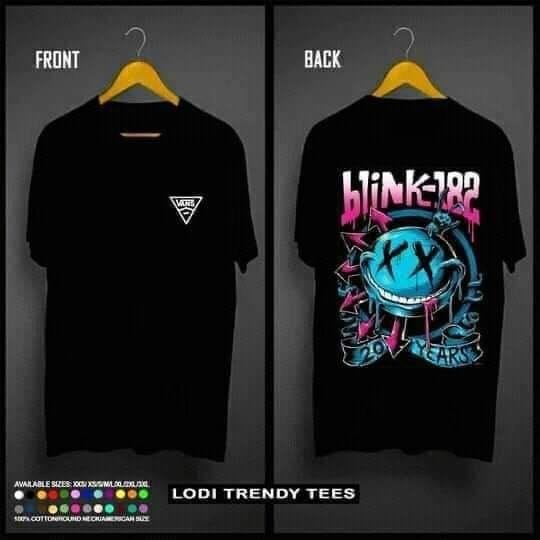 FRONT
BACK
VANS
blink-182
20 YEARS
AVAILABLE SIZES: XXS/ XS/S/M/L/XL/2XL/3XL
100% COTTON/ROUND NECK/AMERICAN SIZE
LODI TRENDY TEES